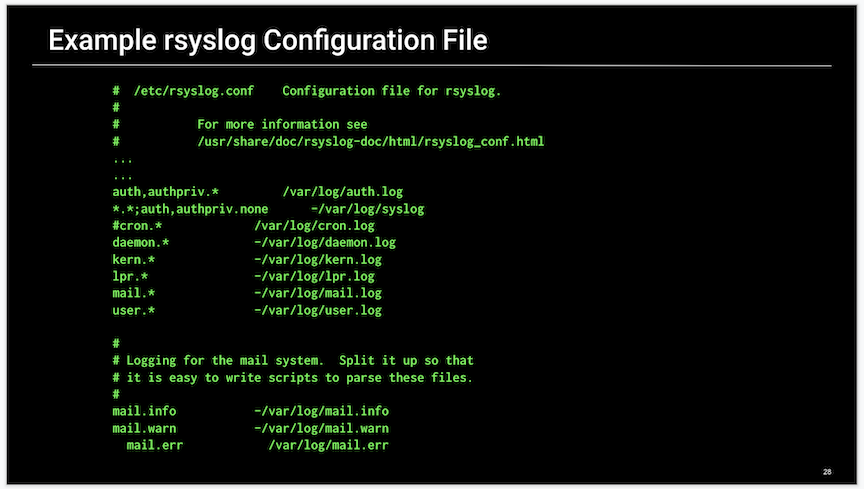 Example rsyslog Configuration File
#  /etc/rsyslog.conf    Configuration file for rsyslog.
#
#           For more information see
#           /usr/share/doc/rsyslog-doc/html/rsyslog_conf.html
...
...
auth,authpriv.*         /var/log/auth.log
*.*;auth,authpriv.none      -/var/log/syslog
#cron.*             /var/log/cron.log
daemon.*            -/var/log/daemon.log
kern.*              -/var/log/kern.log
lpr.*               -/var/log/lpr.log
mail.*              -/var/log/mail.log
user.*              -/var/log/user.log
#
# Logging for the mail system.  Split it up so that
# it is easy to write scripts to parse these files.
#
mail.info           -/var/log/mail.info
mail.warn           -/var/log/mail.warn
  mail.err            /var/log/mail.err
28